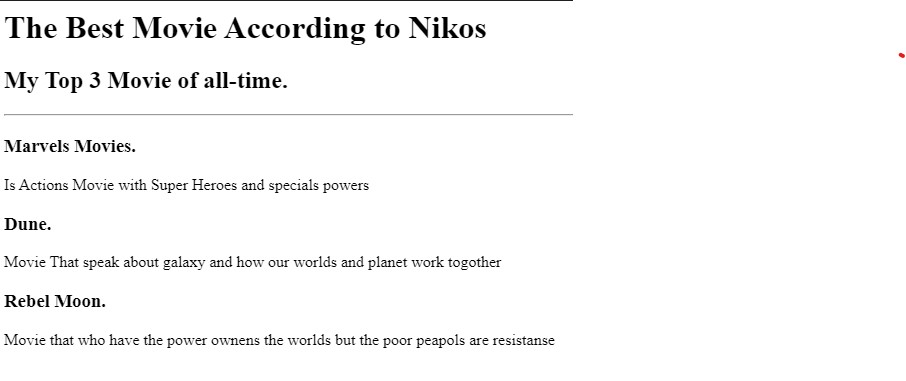 The Best Movie According to Nikos
My Top 3 Movie of all-time.
Marvels Movies.
Is Actions Movie with Super Heroes and specials powers
Dune.
Movie That speak about galaxy and how our worlds and planet work togother
Rebel Moon.
Movie that who have the power ownens the worlds but the poor peapols are resistanse